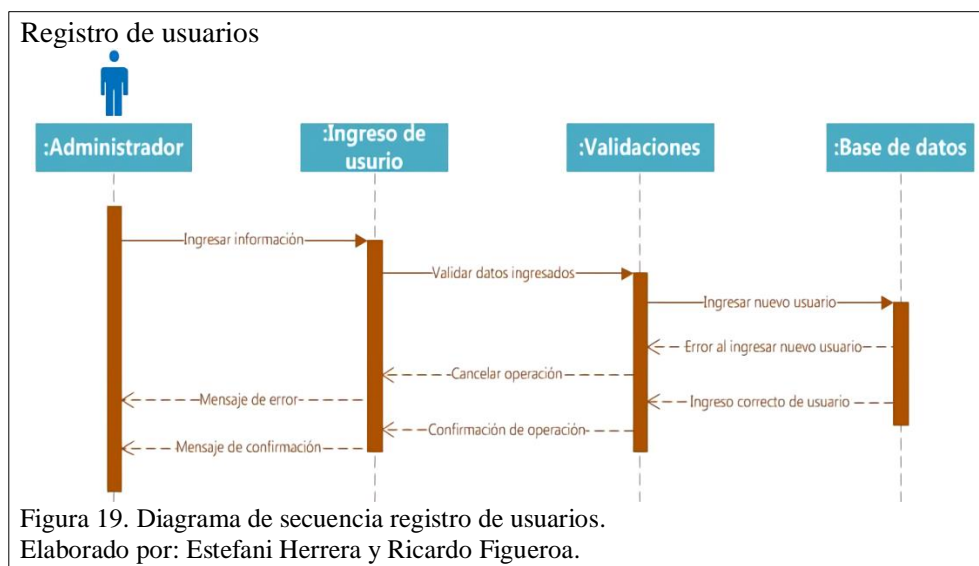 Registro de usuarios
:Administrador
:Ingreso de
usurio
:Validaciones
:Base de datos
Ingresar información
Validar datos ingresados
Ingresar nuevo usuario
Error al ingresar nuevo usuario
Cancelar operación
Mensaje de error
Ingreso correcto de usuario
Confirmación de operación
Mensaje de confirmación
Figura 19. Diagrama de secuencia registro de usuarios.
Elaborado por: Estefani Herrera y Ricardo Figueroa.